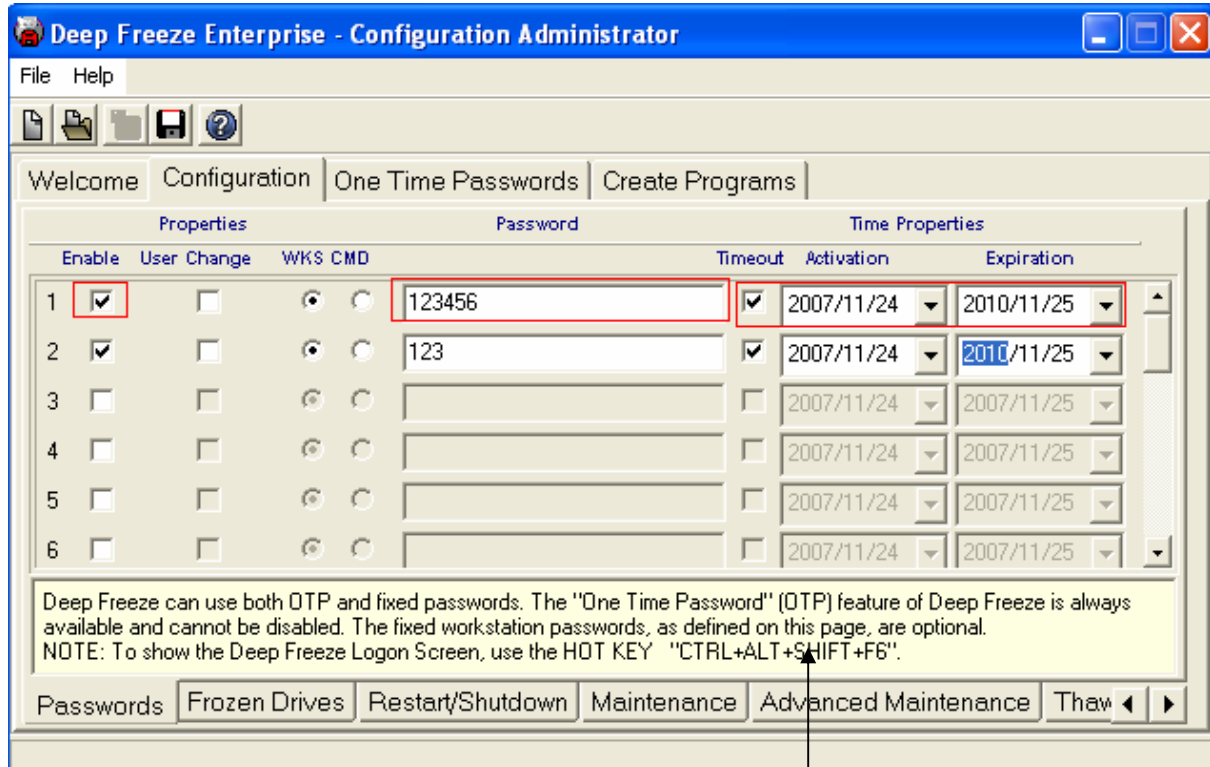 Deep Freeze Enterprise - Configuration Administrator
File Help
Welcome Configuration One Time Passwords Create Programs
Properties Password Time Properties
Enable User Change WKS CMD Timeout Activation Expiration
1 123456 2007/11/24 2010/11/25
2 123 2007/11/24 2010/11/25
3 2007/11/24 2007/11/25
4 2007/11/24 2007/11/25
5 2007/11/24 2007/11/25
6 2007/11/24 2007/11/25
Deep Freeze can use both OTP and fixed passwords. The "One Time Password" (OTP) feature of Deep Freeze is always
available and cannot be disabled. The fixed workstation passwords, as defined on this page, are optional.
NOTE: To show the Deep Freeze Logon Screen, use the HOT KEY "CTRL+ALT+SHIFT+F6".
Passwords Frozen Drives Restart/Shutdown Maintenance Advanced Maintenance Thaw